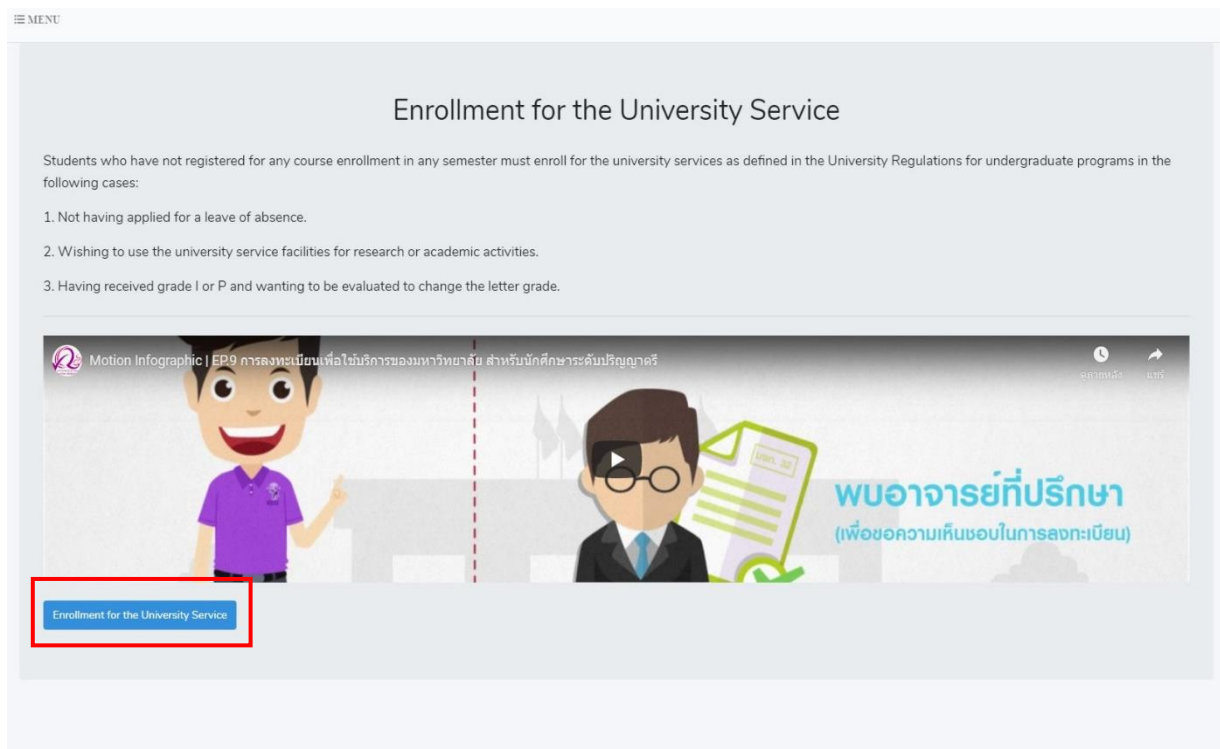 MENU
Enrollment for the University Service
Students who have not registered for any course enrollment in any semester must enroll for the university services as defined in the University Regulations for undergraduate programs in the
following cases:
1. Not having applied for a leave of absence.
2. Wishing to use the university service facilities for research or academic activities.
3. Having received grade I or P and wanting to be evaluated to change the letter grade.
Motion Infographic | EP.9 การลงทะเบียนเพื่อใช้บริการของมหาวิทยาลัย สำหรับนักศึกษาระดับปริญญาตรี
แชร์
พบอาจารย์ที่ปรึกษา
(เพื่อขอความเห็นชอบในการลงทะเบียน)
Enrollment for the University Service